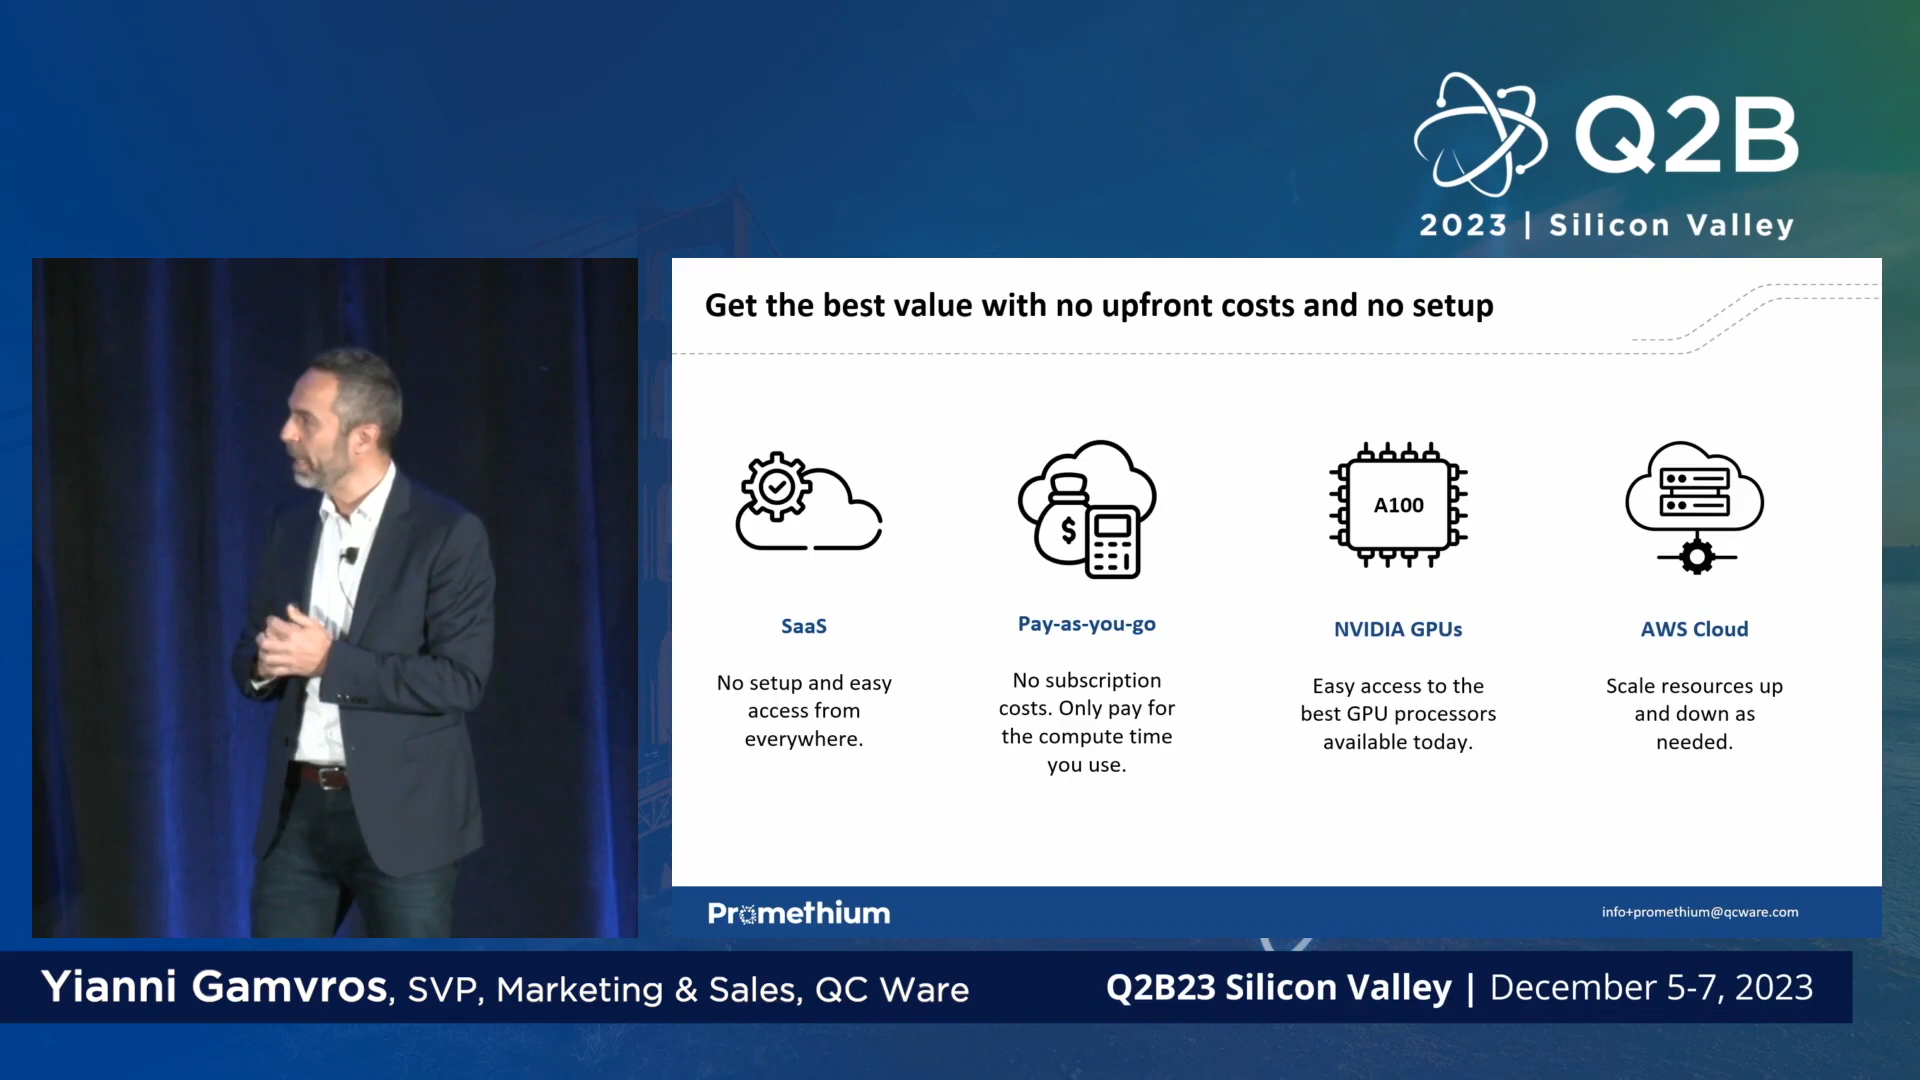 Q2B
2023 | Silicon Valley
Get the best value with no upfront costs and no setup
A100
$
SaaS
No setup and easy
access from
everywhere.
Pay-as-you-go
No subscription
costs. Only pay for
the compute time
you use.
NVIDIA GPUs
Easy access to the
best GPU processors
available today.
AWS Cloud
Scale resources up
and down as
needed.
Promethium
info+promethium@qcware.com
Yianni Gamvros, SVP, Marketing & Sales, QC Ware
Q2B23 Silicon Valley | December 5-7, 2023